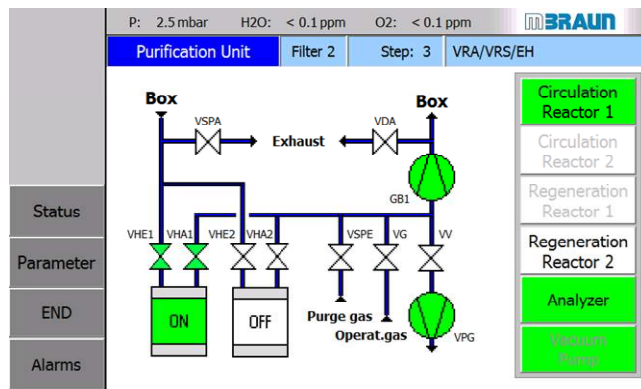 P: 2.5 mbar H2O: < 0.1 ppm O2: < 0.1 ppm MBRAUN
Purification Unit Filter 2 Step: 3 VRA/VRS/EH
Box
Box
VSPA
VDA
Exhaust
GB1
VHE1 VHA1 VHE2 VHA2 VSPE VG VV
ON
OFF
Purge gas
Operat.gas
VPG
Status
Parameter
END
Alarms
Circulation
Reactor 1
Circulation
Reactor 2
Regeneration
Reactor 1
Regeneration
Reactor 2
Analyzer
Vacuum
Pump